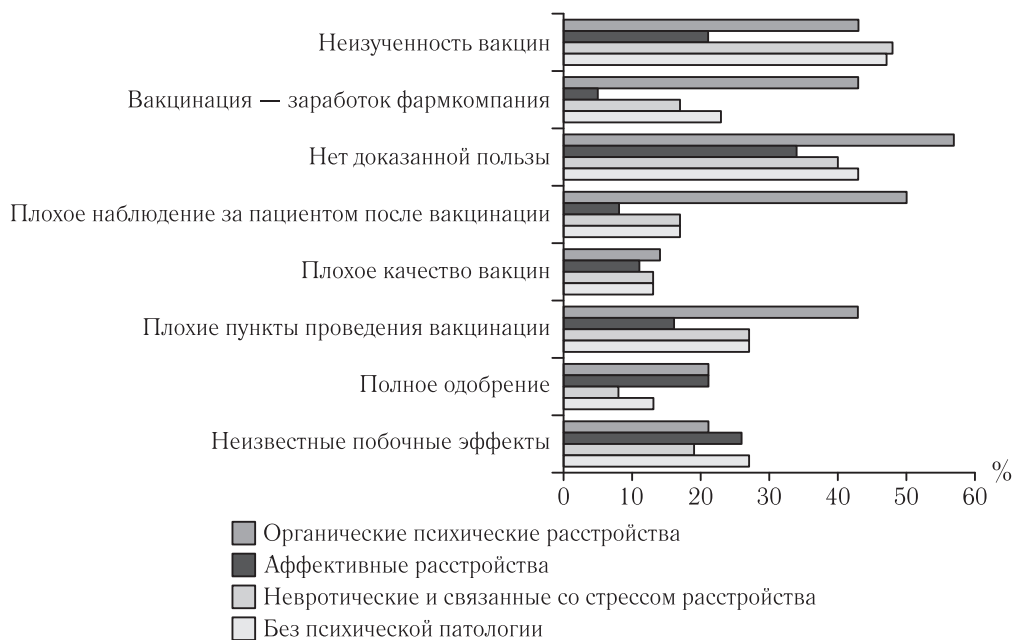 Неизученность вакцин
Вакцинация — заработок фармкомпания
Нет доказанной пользы
Плохое наблюдение за пациентом после вакцинации
Плохое качество вакцин
Плохие пункты проведения вакцинации
Полное одобрение
Неизвестные побочные эффекты
%
0 10 20 30 40 50 60
Органические психические расстройства
Аффективные расстройства
Невротические и связанные со стрессом расстройства
Без психической патологии